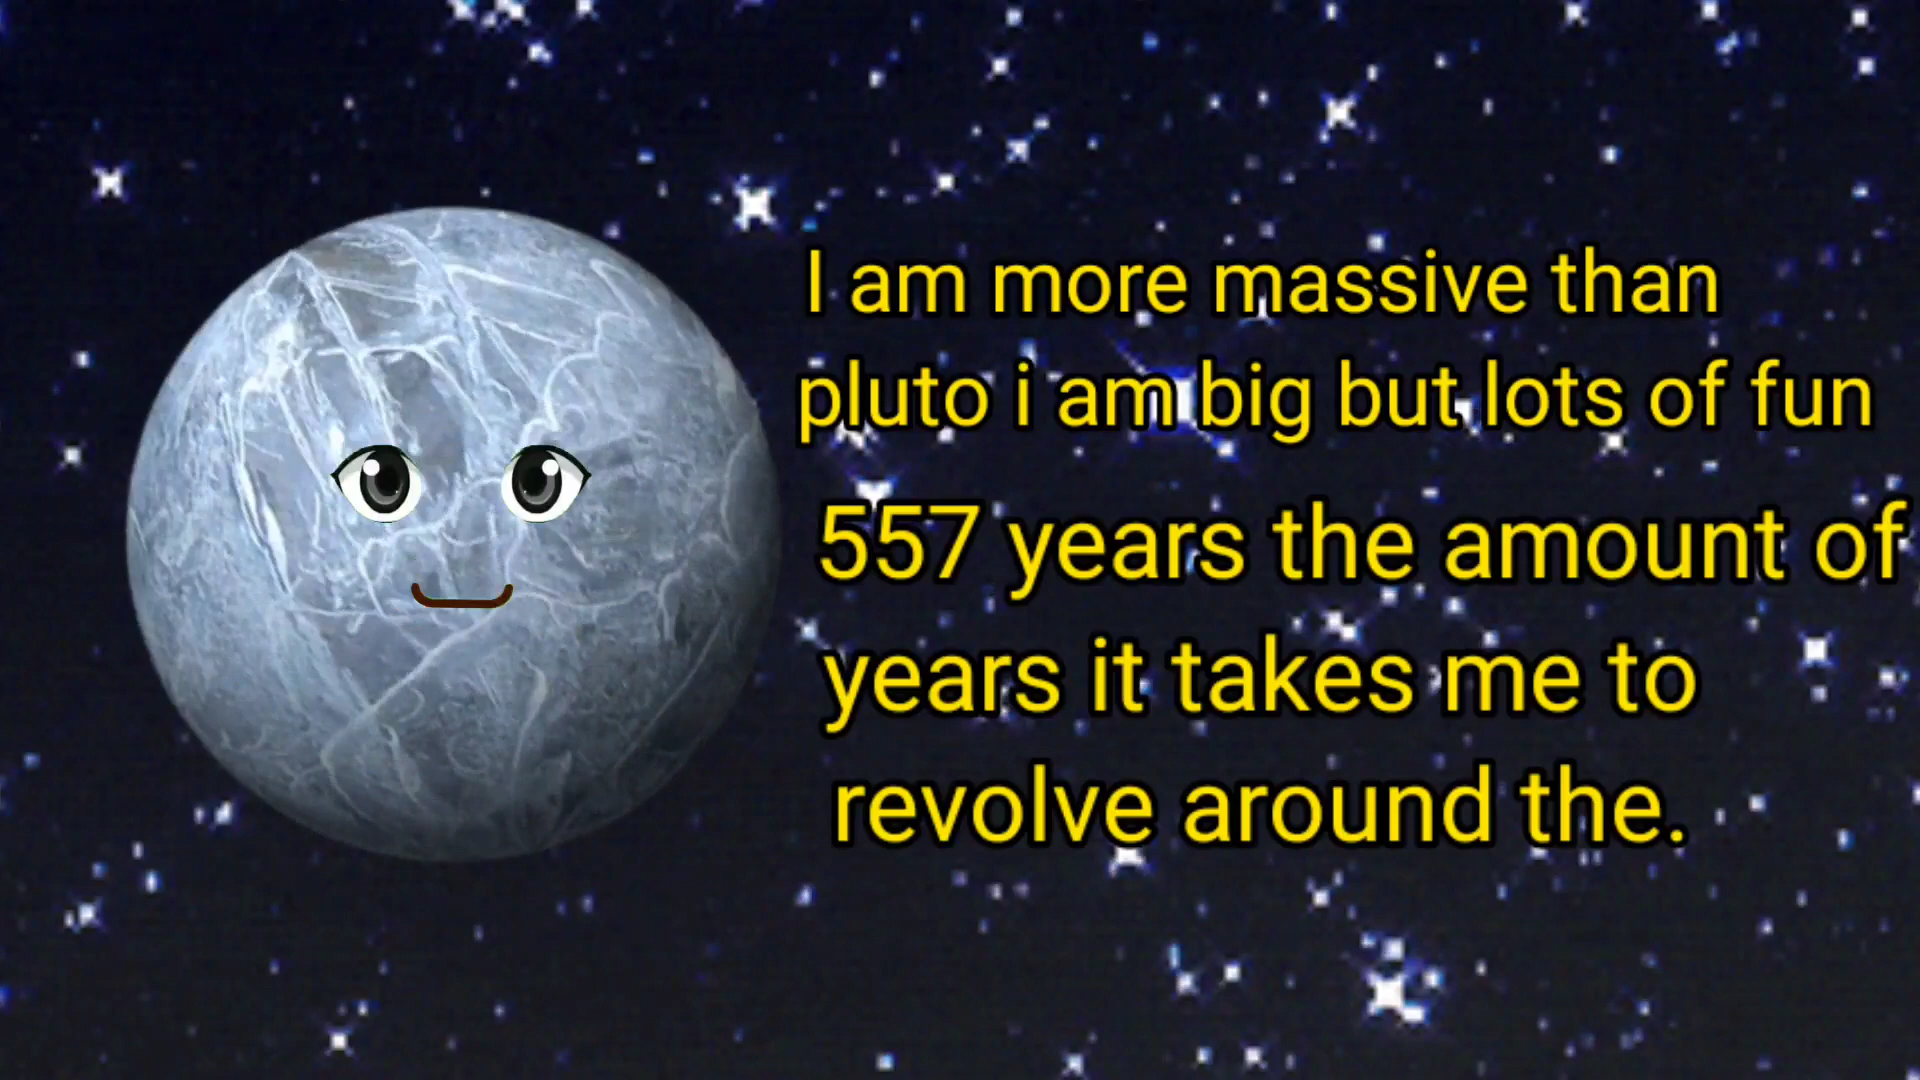 I am more massive than
pluto i am big but lots of fun
557 years the amount of
years it takes me to
revolve around the.